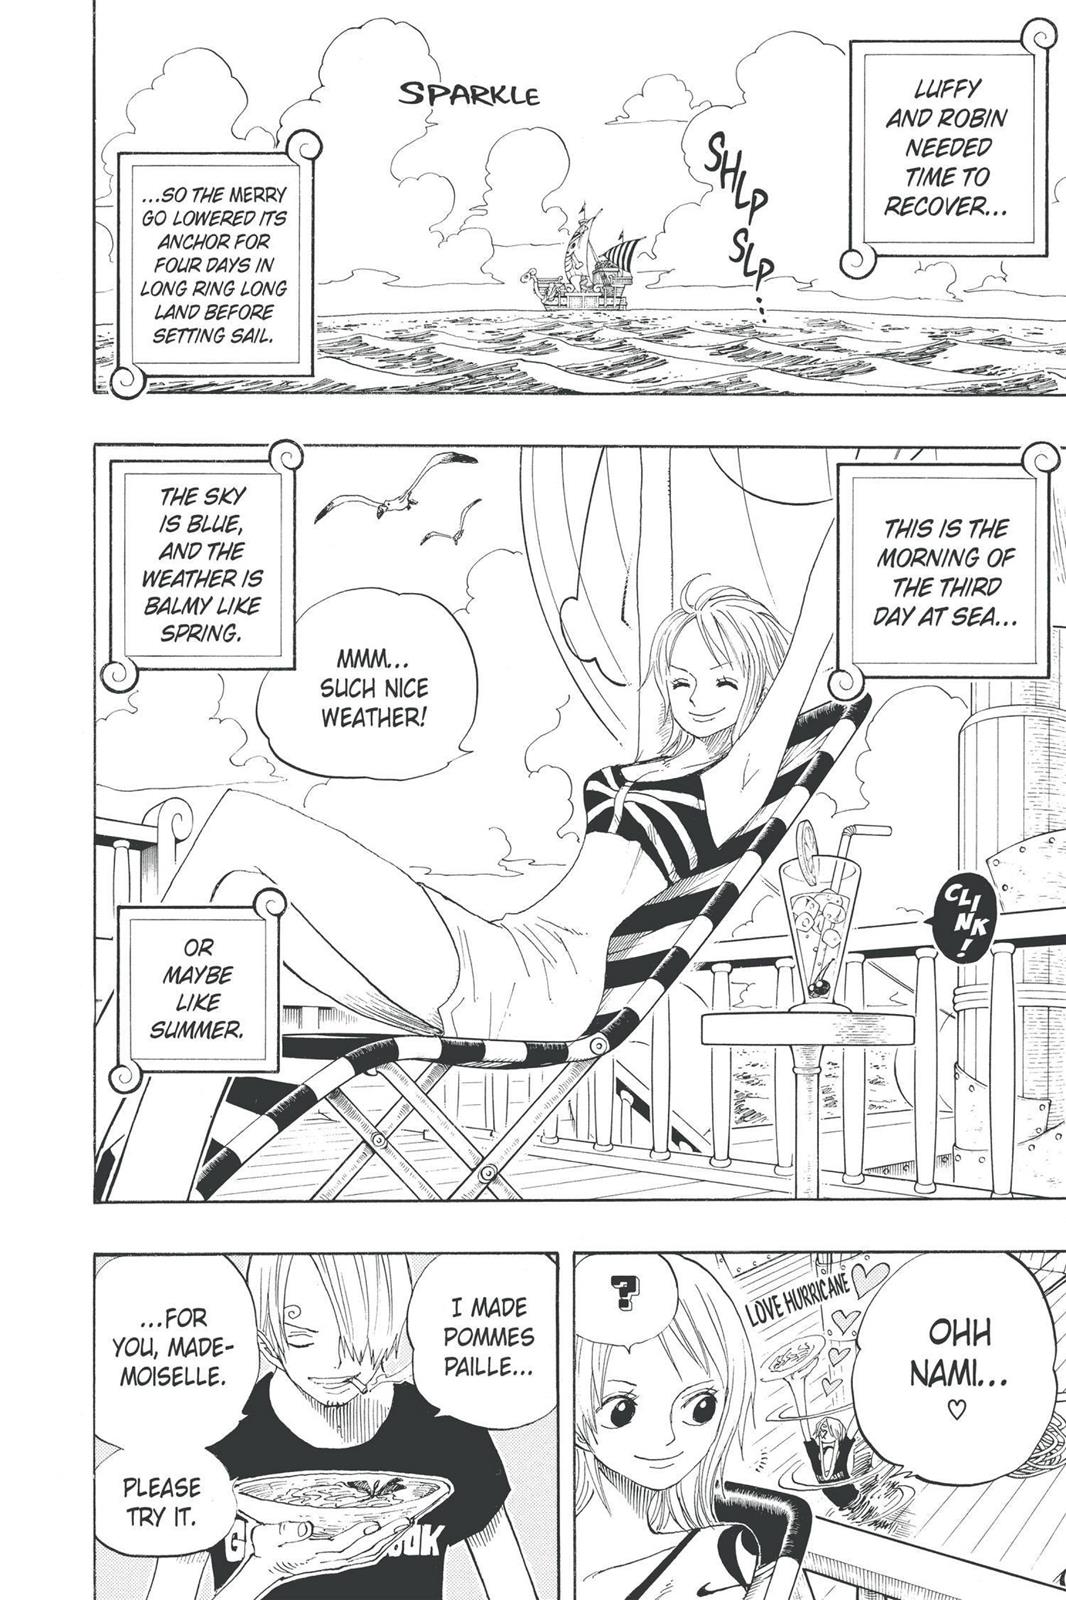 LUFFY
AND ROBIN
NEEDED
TIME TO
RECOVER...
SHLP
SLP...
SPARKLE
...SO THE MERRY
GO LOWERED ITS
ANCHOR FOR
FOUR DAYS IN
LONG RING LONG
LAND BEFORE
SETTING SAIL.
THIS IS THE
MORNING OF
THE THIRD
DAY AT SEA...
THE SKY
IS BLUE,
AND THE
WEATHER IS
BALMY LIKE
SPRING.
MMM...
SUCH NICE
WEATHER!
CLINK!
OR
MAYBE
LIKE
SUMMER.
OHH
NAMI...
♡
LOVE HURRICANE
?
I MADE
POMMES
PAILLE...
...FOR
YOU, MADE-
MOISELLE.
PLEASE
TRY IT.